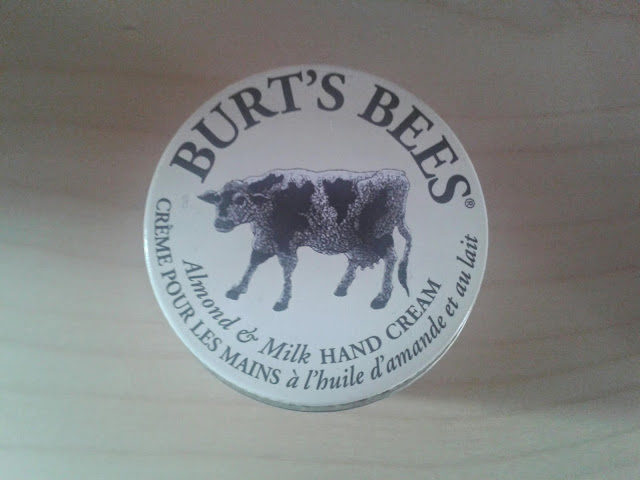 BURT'S BEES®
Almond & Milk HAND CREAM
CRÈME POUR LES MAINS à l'huile d'amande et au lait